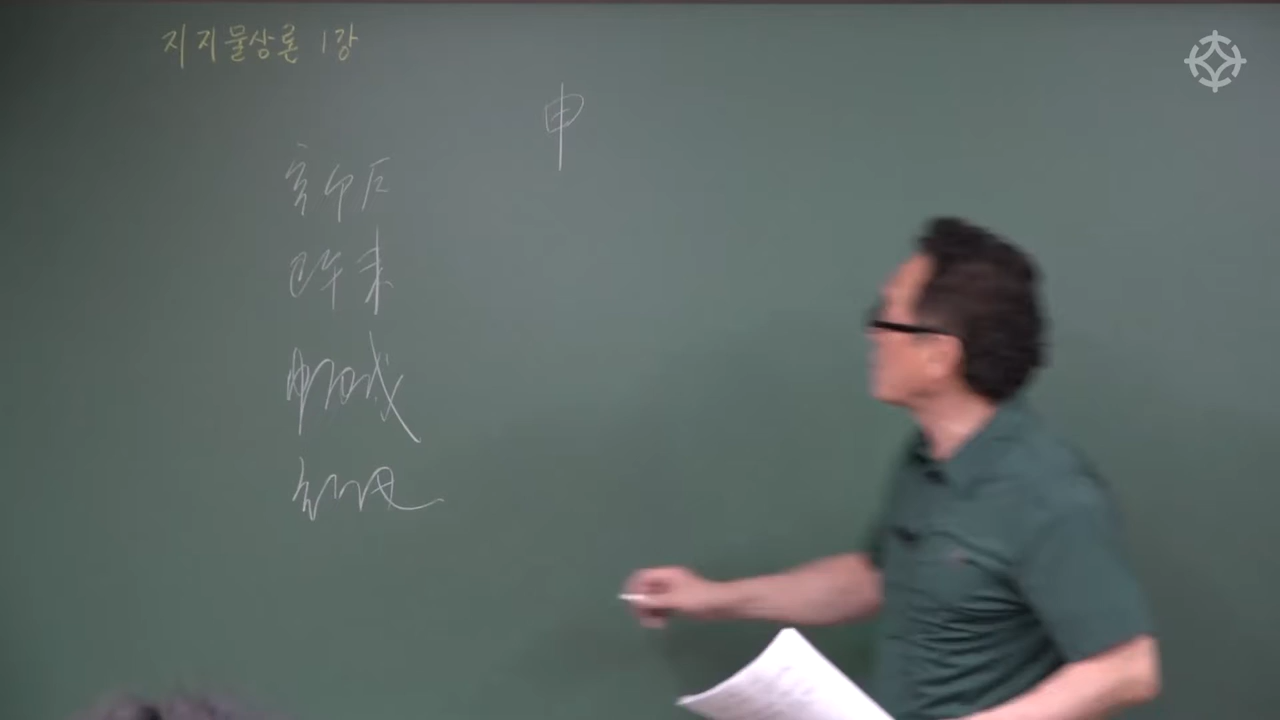 지지물상론 1강
申
寅卯辰
巳午未
申酉戌
亥子丑